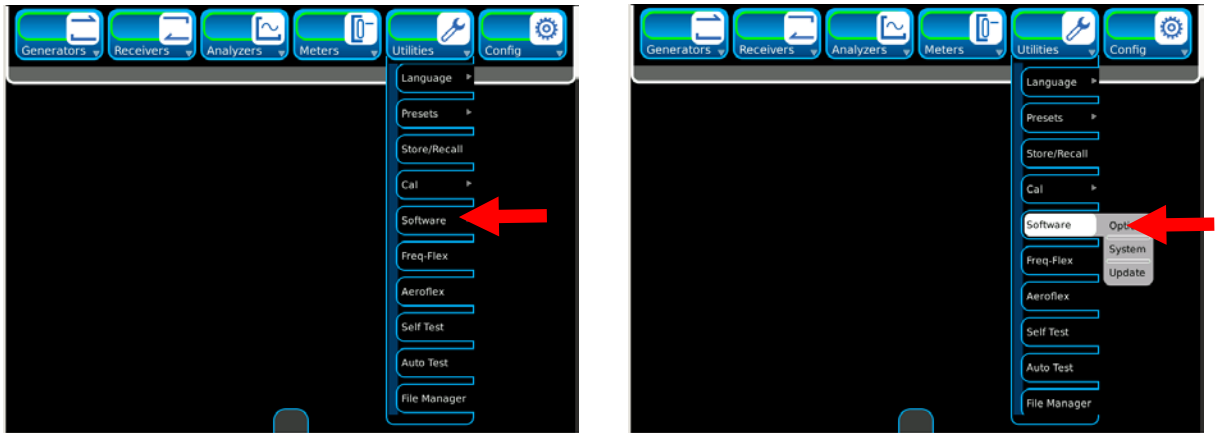 Generators Receivers Analyzers Meters Utilities Config
Language
Presets
Store/Recall
Cal
Software
Freq-Flex
Aeroflex
Self Test
Auto Test
File Manager
Generators Receivers Analyzers Meters Utilities Config
Language
Presets
Store/Recall
Cal
Software
System
Update
Freq-Flex
Aeroflex
Self Test
Auto Test
File Manager